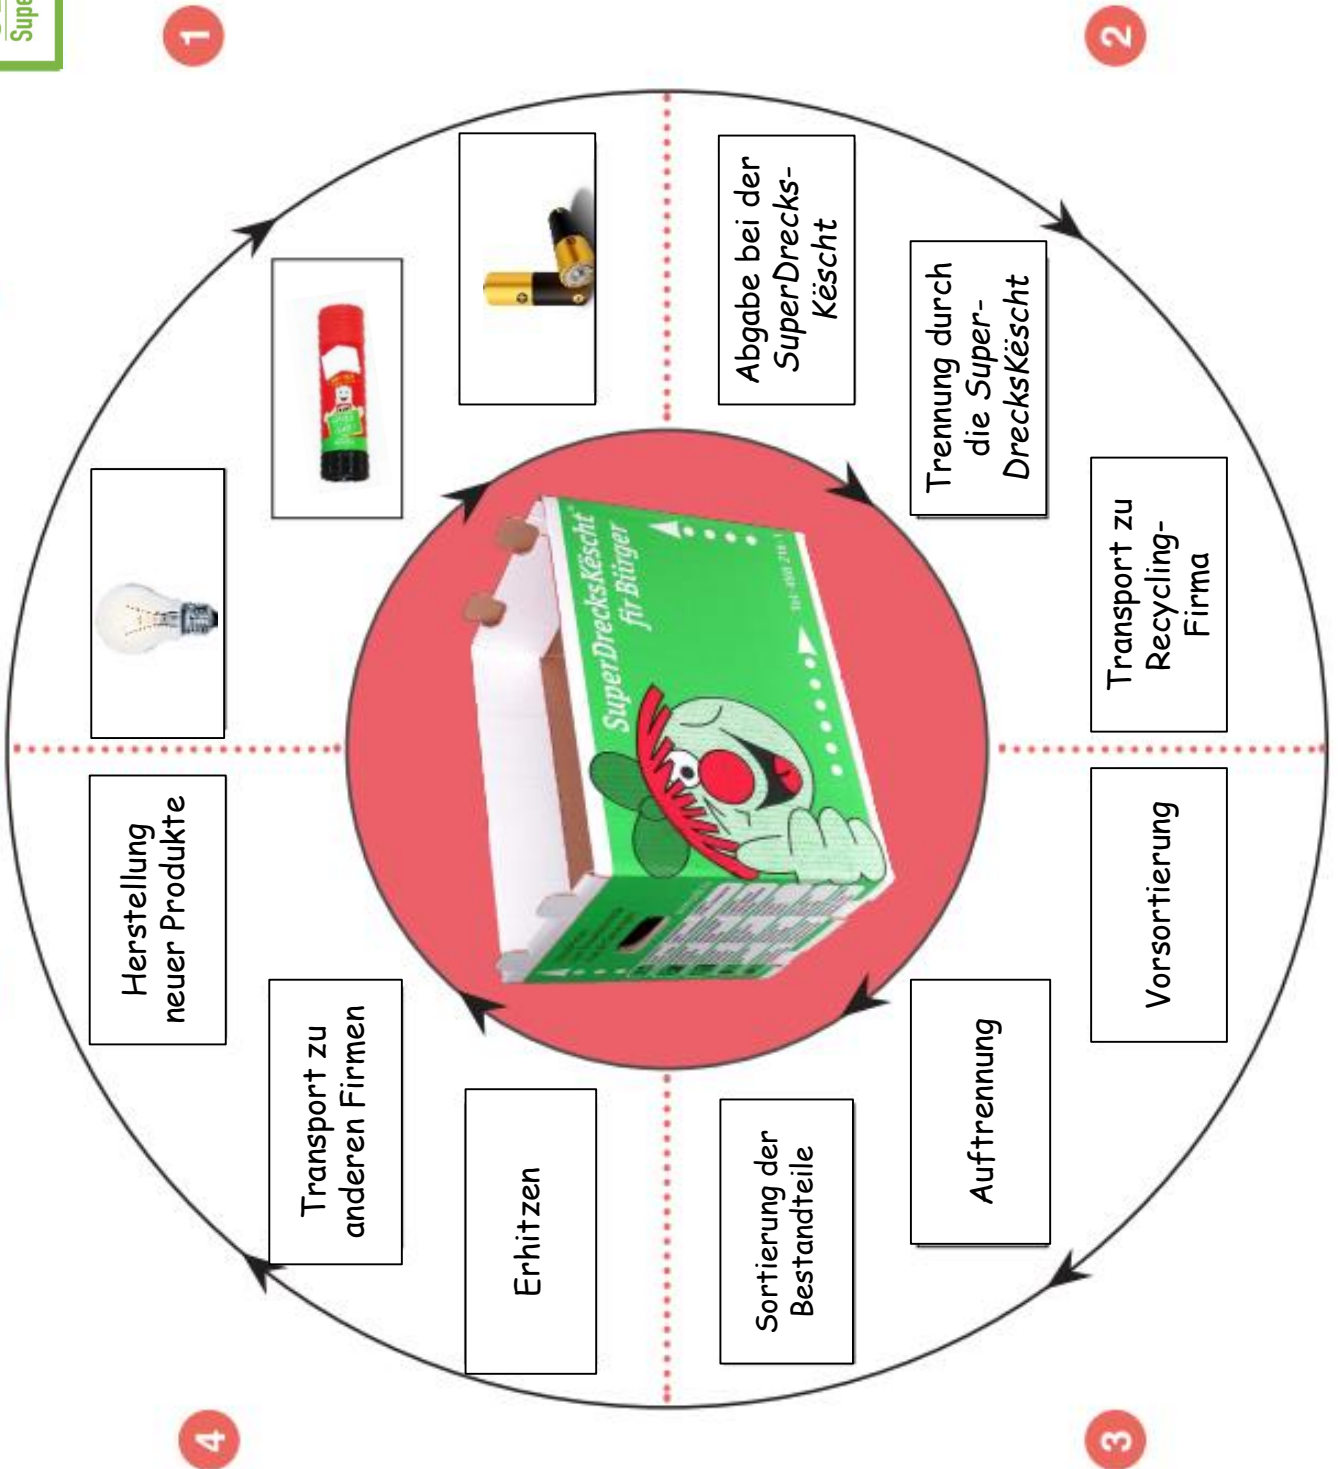 Supe
1
2
Abgabe bei der
SuperDrecks-
Këscht
Trennung durch
die Super-
DrecksKëscht
Transport zu
Recycling-
Firma
3
Vorsortierung
Auftrennung
Sortierung der
Bestandteile
4
Erhitzen
Transport zu
anderen Firmen
Herstellung
neuer Produkte
SuperDrecksKëscht
fir Bürger